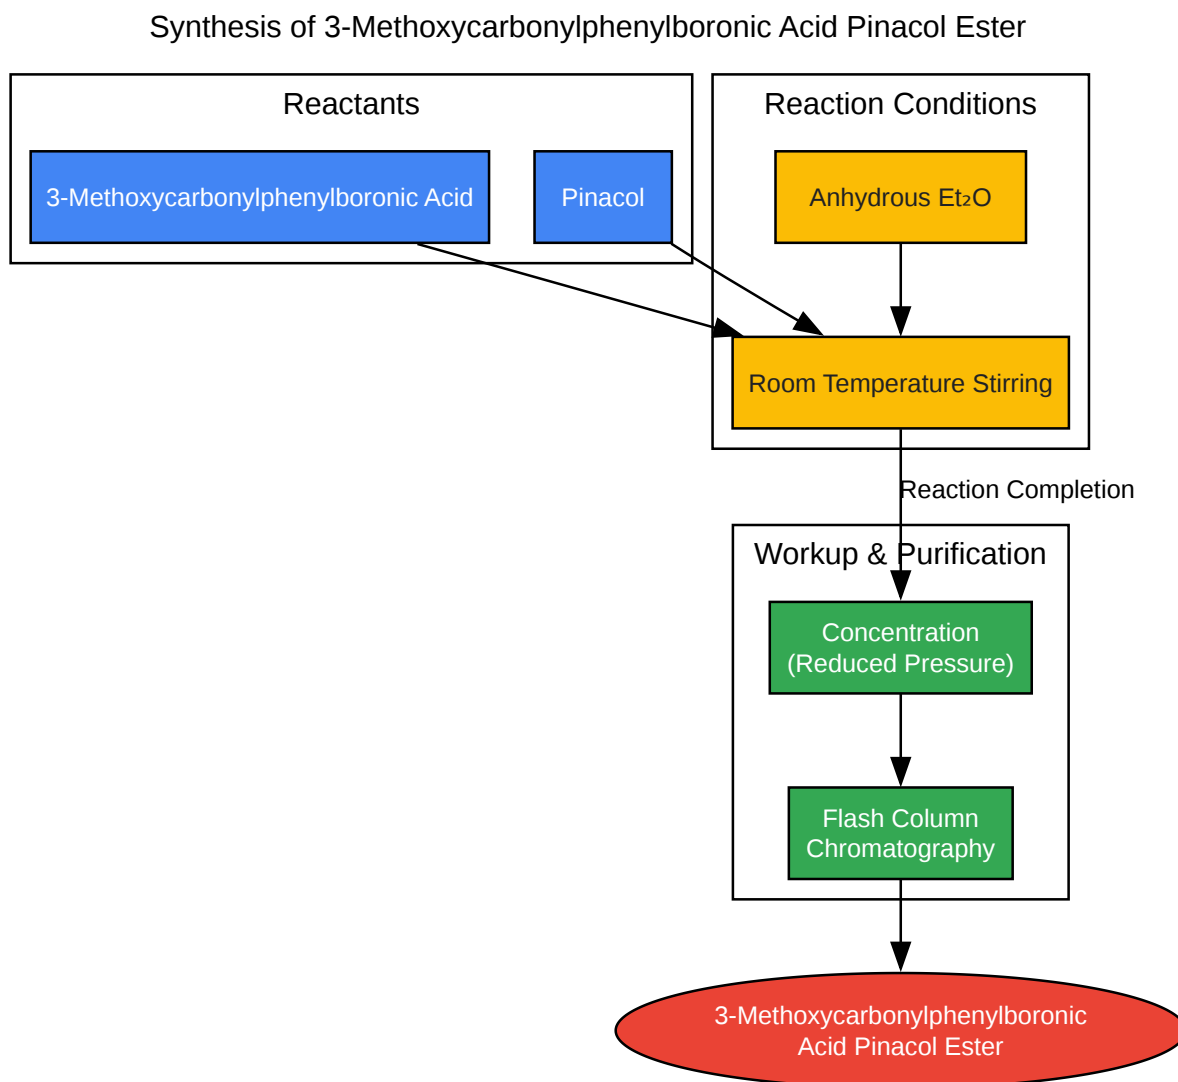 Synthesis of 3-Methoxycarbonylphenylboronic Acid Pinacol Ester
Reactants
Reaction Conditions
3-Methoxycarbonylphenylboronic Acid
Pinacol
Anhydrous Et₂O
Room Temperature Stirring
Reaction Completion
Workup & Purification
Concentration
(Reduced Pressure)
Flash Column
Chromatography
3-Methoxycarbonylphenylboronic
Acid Pinacol Ester